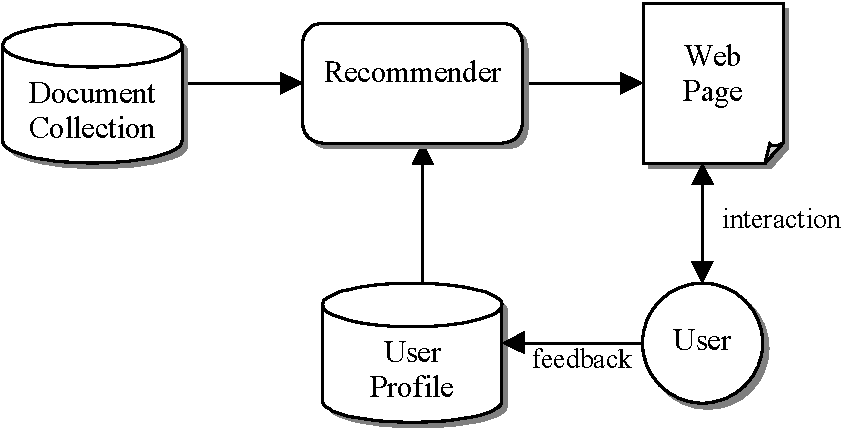 Document
Collection
Recommender
Web
Page
interaction
User
Profile
feedback
User